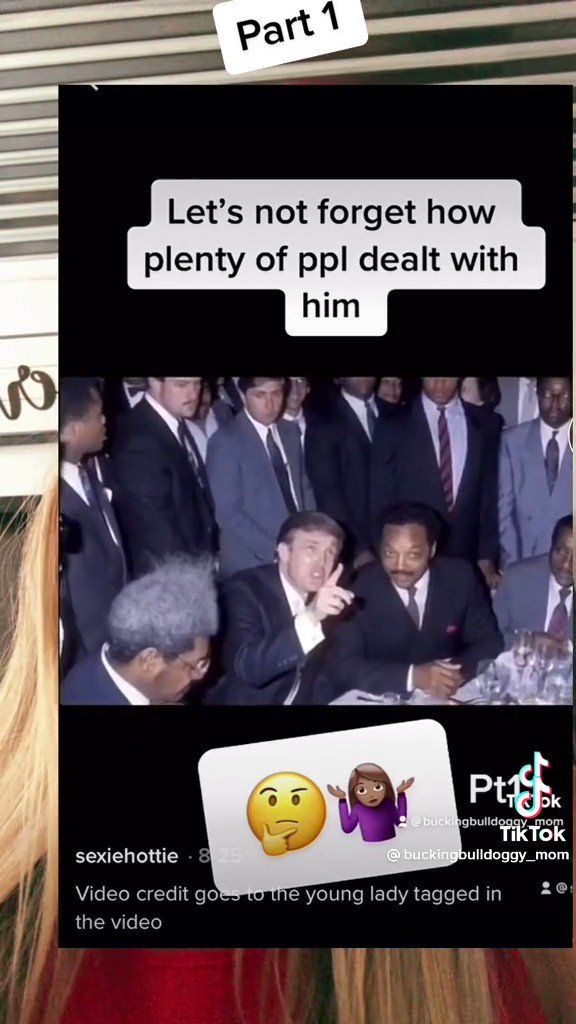 Part 1
Let's not forget how
plenty of ppl dealt with
him
@buckingbulldoggy_mom
TikTok
@buckingbulldoggy_mom
sexiehottie · 8-25
Video credit goes to the young lady tagged in
the video